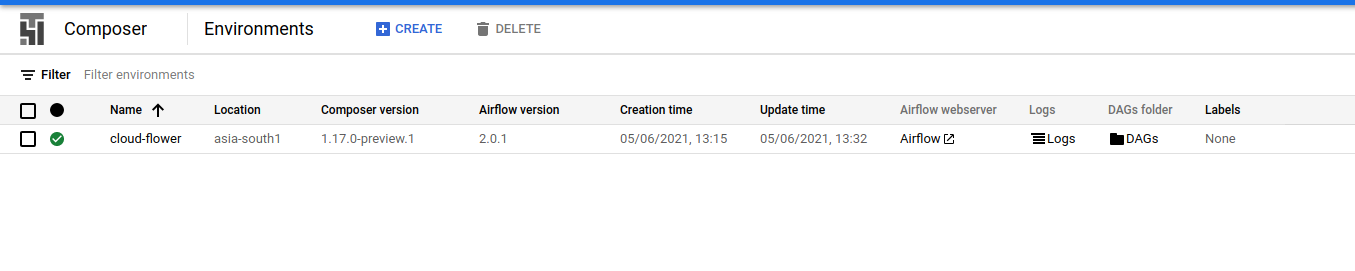 Composer Environments CREATE DELETE
Filter Filter environments
Name Location Composer version Airflow version Creation time Update time Airflow webserver Logs DAGs folder Labels
cloud-flower asia-south1 1.17.0-preview.1 2.0.1 05/06/2021, 13:15 05/06/2021, 13:32 Airflow Logs DAGs None